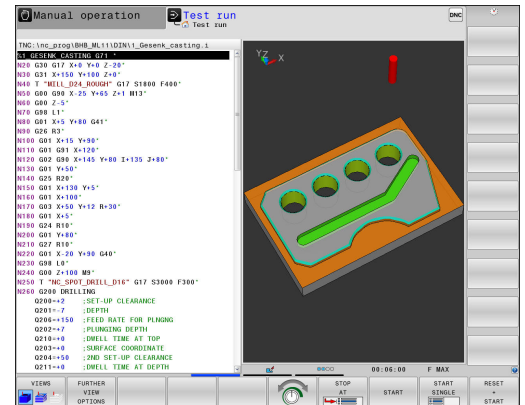 Manual operation
Test run
Test run
DNC
TNC:\nc_prog\BHB_ML11\DIN\1_Gesenk_casting.i
%1_GESENK_CASTING G71 *
N20 G30 G17 X+0 Y+0 Z-20*
N30 G31 X+150 Y+100 Z+0*
N40 T "MILL_D24_ROUGH" G17 S1800 F400*
N50 G00 G90 X-25 Y+65 Z+1 M13*
N60 G00 Z-5*
N70 G98 L1*
N80 G01 X+5 Y+80 G41*
N90 G26 R3*
N100 G01 X+15 Y+90*
N110 G01 G91 X+120*
N120 G02 G90 X+145 Y+80 I+135 J+80*
N130 G01 Y+50*
N140 G25 R20*
N150 G01 X+130 Y+5*
N160 G01 X+100*
N170 G03 X+50 Y+12 R+30*
N180 G01 X+5*
N190 G24 R10*
N200 G01 Y+80*
N210 G27 R10*
N220 G01 X-20 Y+90 G40*
N230 G98 L0*
N240 G00 Z+100 M9*
N250 T "NC_SPOT_DRILL_D16" G17 S3000 F300*
N260 G200 DRILLING
Q200=+2 ;SET-UP CLEARANCE
Q201=-7 ;DEPTH
Q206=+150 ;FEED RATE FOR PLNGNG
Q202=+7 ;PLUNGING DEPTH
Q210=+0 ;DWELL TIME AT TOP
Q203=+0 ;SURFACE COORDINATE
Q204=+50 ;2ND SET-UP CLEARANCE
Q211=+0 ;DWELL TIME AT DEPTH
YZ X
00:06:00 F MAX
VIEWS
FURTHER VIEW OPTIONS
STOP AT
START
START SINGLE
RESET + START